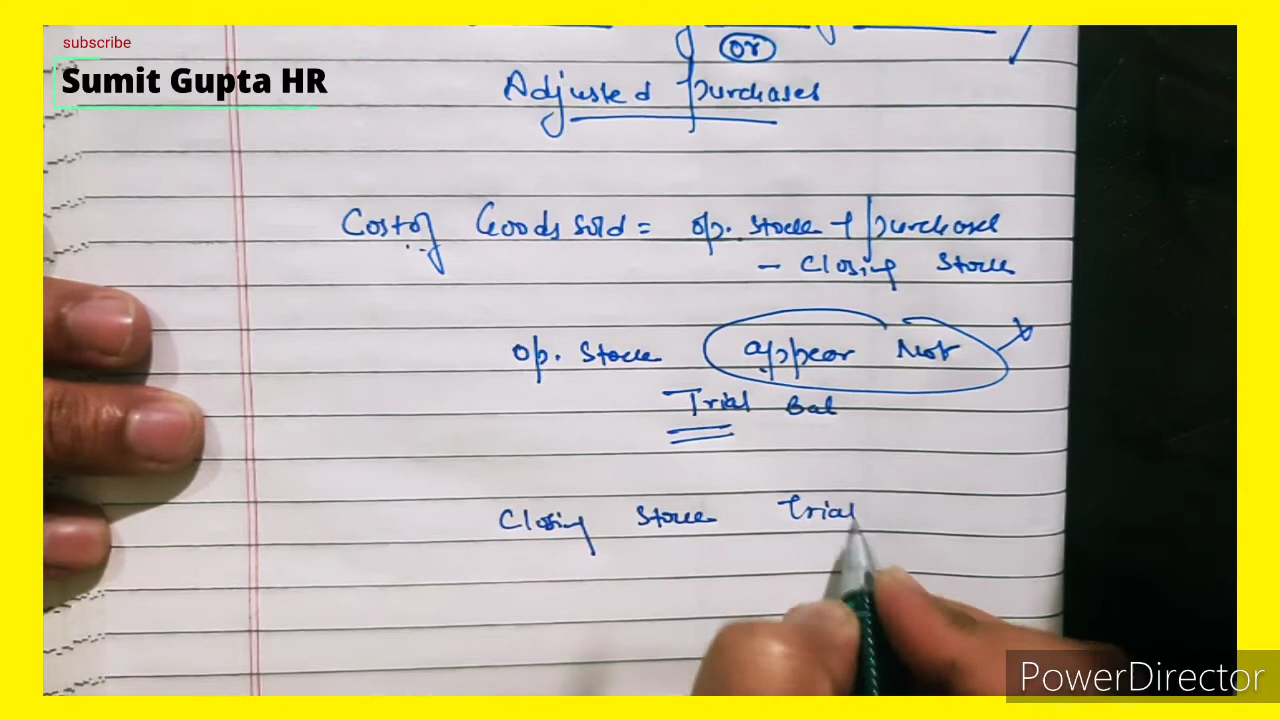 subscribe
Sumit Gupta HR
(or)
Adjusted purchases
Cost of Goods sold = op. stock + purchases
- closing stock
op. stock appear Not
Trial Bal
Closing stock Trial
PowerDirector